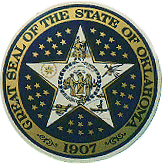 GREAT SEAL OF THE STATE OF OKLAHOMA
1907